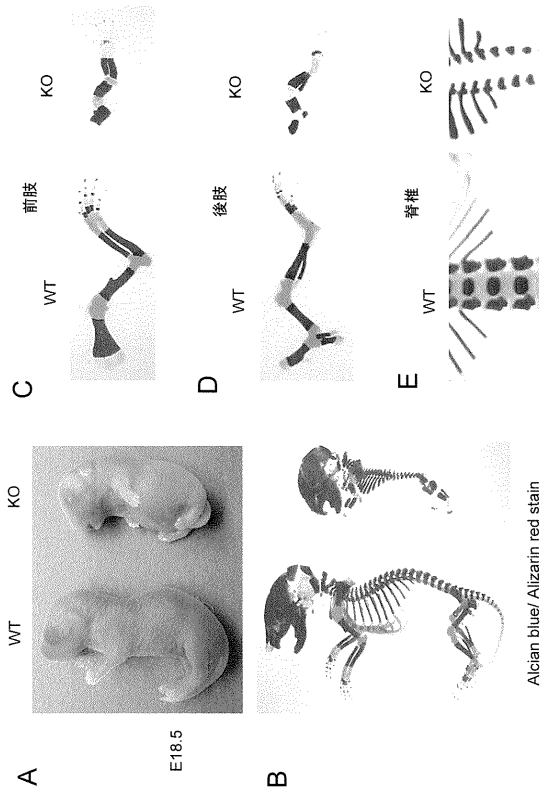 A
WT
KO
E18.5
B
Alcian blue/ Alizarin red stain
C
前肢
WT
KO
D
後肢
WT
KO
E
脊椎
WT
KO